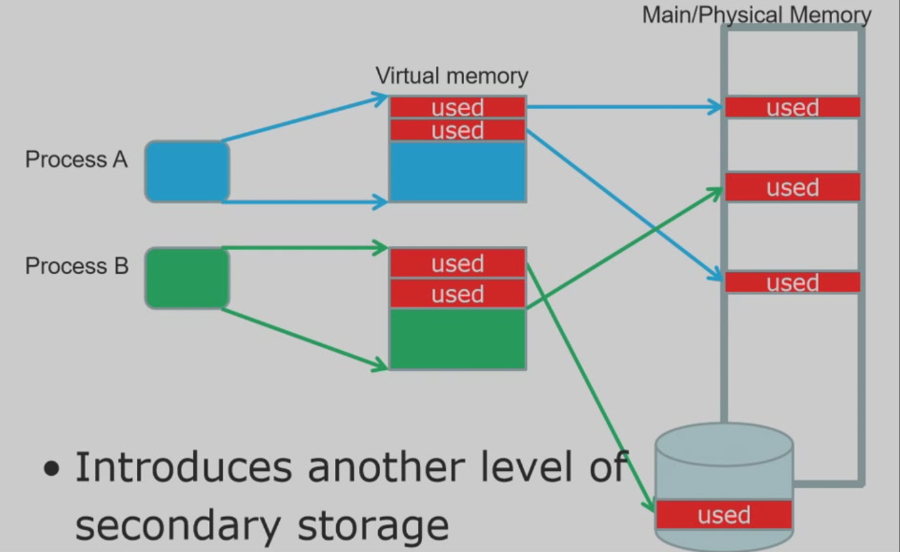 Main/Physical Memory
Virtual memory
used
used
used
Process A
used
used
Process B
used
used
used
• Introduces another level of
secondary storage
used